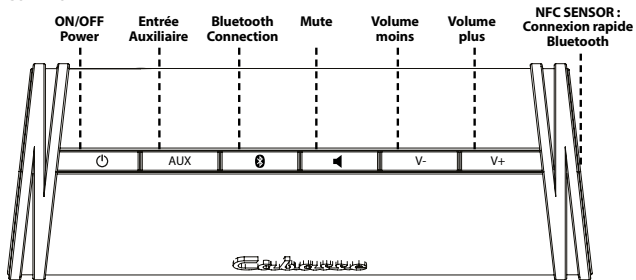 ON/OFF
Power
Entrée
Auxiliaire
Bluetooth
Connection
Mute
Volume
moins
Volume
plus
NFC SENSOR :
Connexion rapide
Bluetooth
AUX
V-
V+